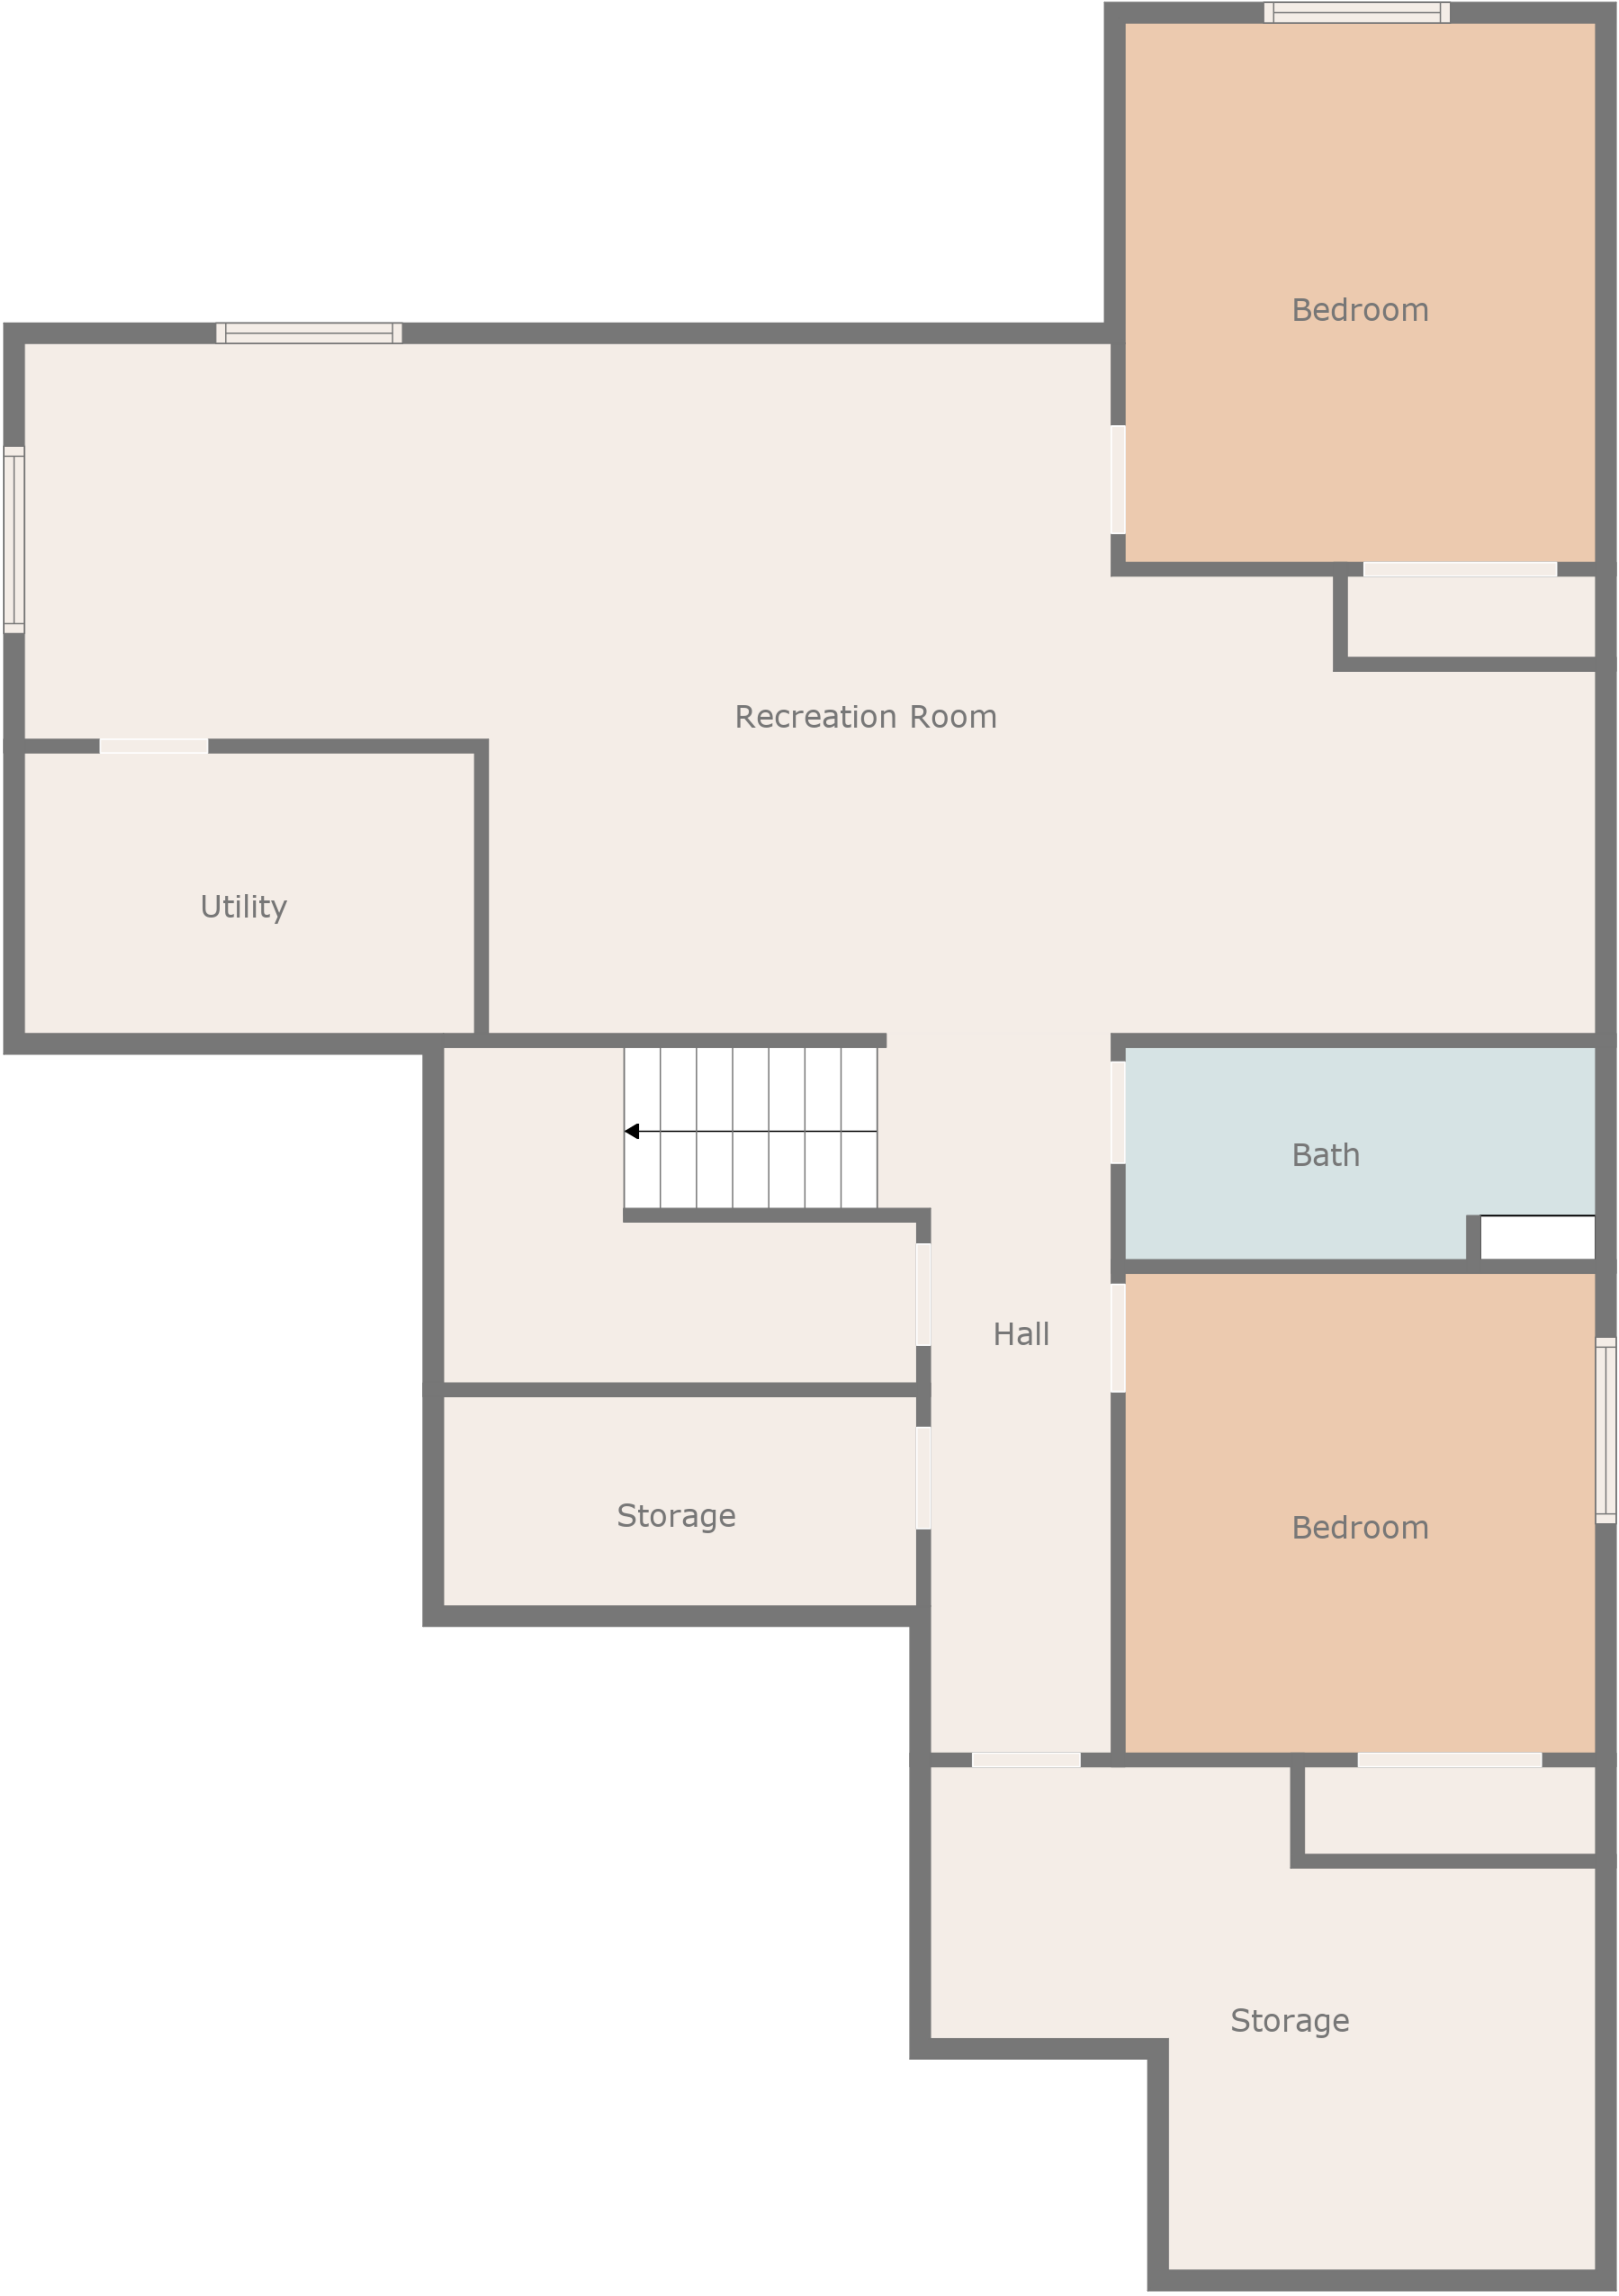 Bedroom
Recreation Room
Utility
Bath
Hall
Storage
Bedroom
Storage